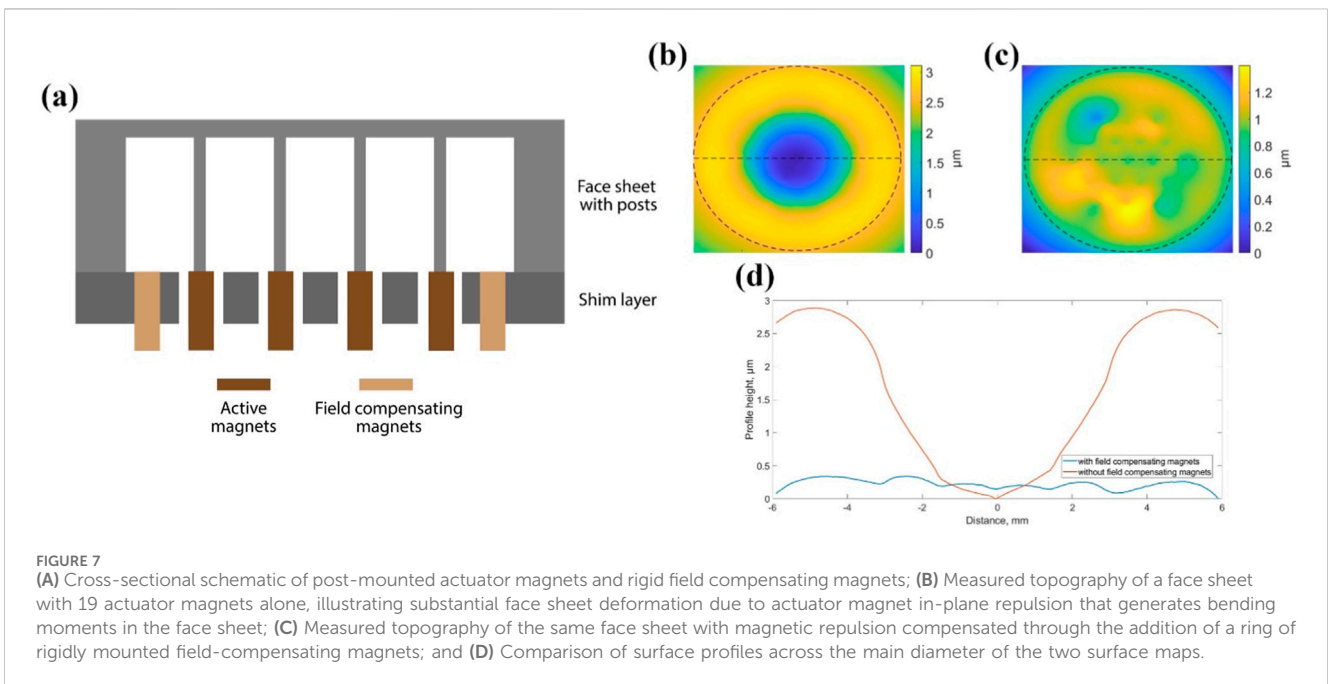 (a)
Face sheet
with posts
Shim layer
Active
magnets
Field compensating
magnets
(b)
3
2.5
2
1.5
1
0.5
0
µm
(c)
1.2
1
0.8
0.6
0.4
0.2
0
µm
(d)
Profile height, µm
3
2.5
2
1.5
1
0.5
0
with field compensating magnets
without field compensating magnets
-6 -4 -2 0 2 4 6
Distance, mm
FIGURE 7
(A) Cross-sectional schematic of post-mounted actuator magnets and rigid field compensating magnets; (B) Measured topography of a face sheet
with 19 actuator magnets alone, illustrating substantial face sheet deformation due to actuator magnet in-plane repulsion that generates bending
moments in the face sheet; (C) Measured topography of the same face sheet with magnetic repulsion compensated through the addition of a ring of
rigidly mounted field-compensating magnets; and (D) Comparison of surface profiles across the main diameter of the two surface maps.